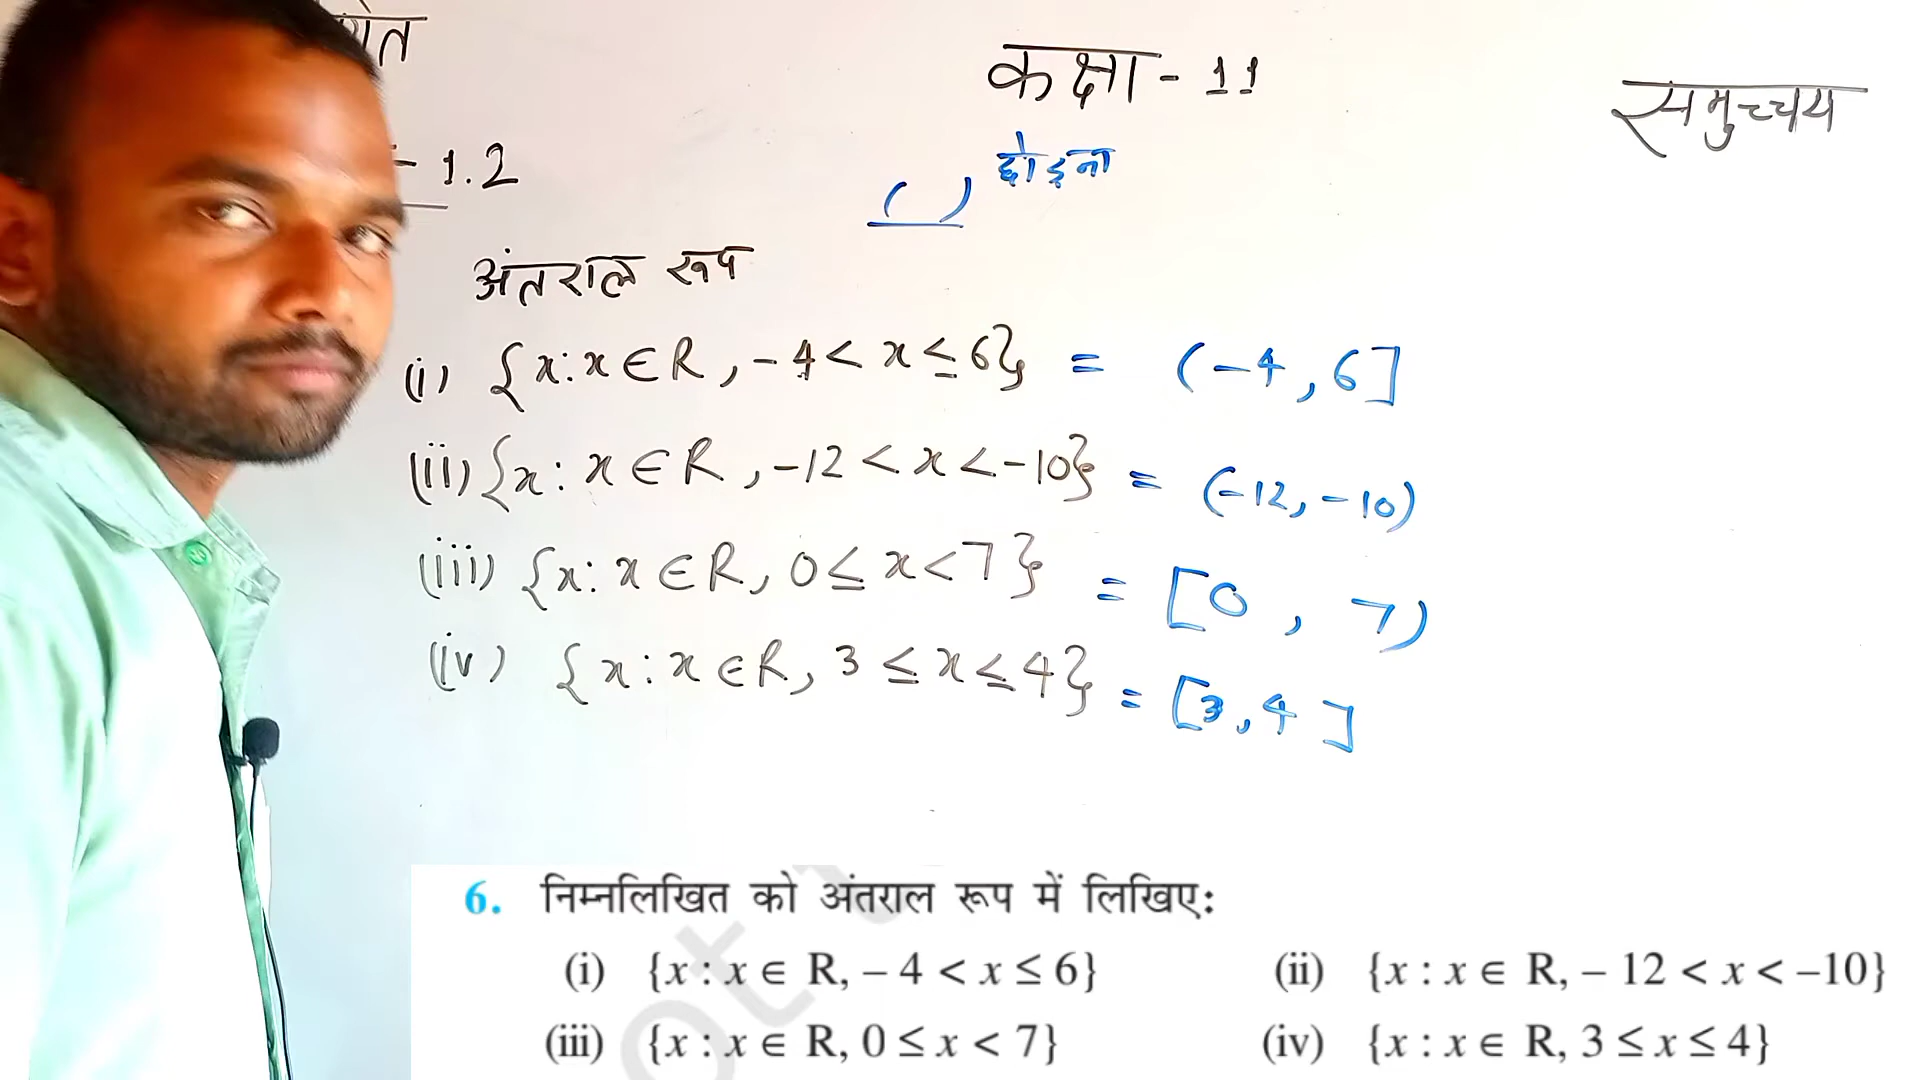 कक्षा - 11
समुच्चय
- 1.2
( ) छोड़ना
अंतराल रूप
(i) {x : x ∈ R, -4 < x ≤ 6} = (-4, 6]
(ii) {x : x ∈ R, -12 < x < -10} = (-12, -10)
(iii) {x : x ∈ R, 0 ≤ x < 7} = [0, 7)
(iv) {x : x ∈ R, 3 ≤ x ≤ 4} = [3, 4]
6. निम्नलिखित को अंतराल रूप में लिखिए:
(i) {x : x ∈ R, – 4 < x ≤ 6} (ii) {x : x ∈ R, – 12 < x < –10}
(iii) {x : x ∈ R, 0 ≤ x < 7} (iv) {x : x ∈ R, 3 ≤ x ≤ 4}